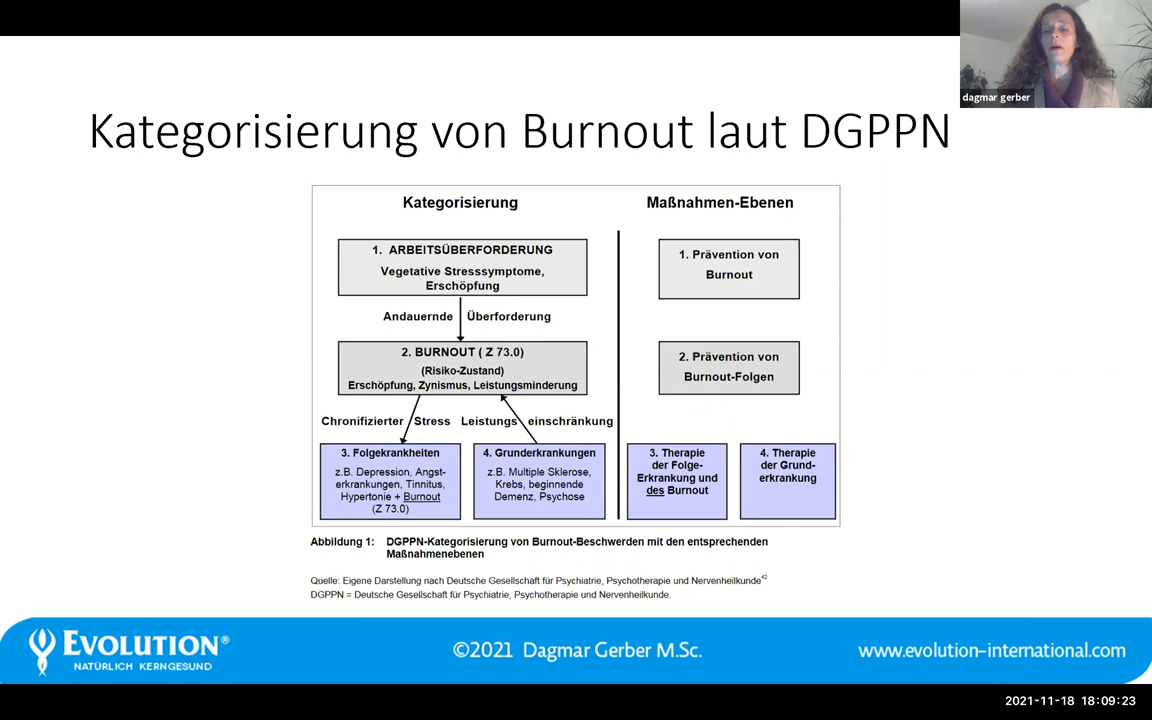 dagmar gerber
Kategorisierung von Burnout laut DGPPN
Kategorisierung
Maßnahmen-Ebenen
1. ARBEITSÜBERFORDERUNG
Vegetative Stresssymptome,
Erschöpfung
1. Prävention von
Burnout
Andauernde Überforderung
2. BURNOUT ( Z 73.0)
(Risiko-Zustand)
Erschöpfung, Zynismus, Leistungsminderung
2. Prävention von
Burnout-Folgen
Chronifizierter Stress Leistungs einschränkung
3. Folgekrankheiten
z.B. Depression, Angst-
erkrankungen, Tinnitus,
Hypertonie + Burnout
(Z 73.0)
4. Grunderkrankungen
z.B. Multiple Sklerose,
Krebs, beginnende
Demenz, Psychose
3. Therapie
der Folge-
Erkrankung und
des Burnout
4. Therapie
der Grund-
erkrankung
Abbildung 1: DGPPN-Kategorisierung von Burnout-Beschwerden mit den entsprechenden
Maßnahmenebenen
Quelle: Eigene Darstellung nach Deutsche Gesellschaft für Psychiatrie, Psychotherapie und Nervenheilkunde⁴²
DGPPN = Deutsche Gesellschaft für Psychiatrie, Psychotherapie und Nervenheilkunde.
EVOLUTION®
NATÜRLICH KERNGESUND
©2021 Dagmar Gerber M.Sc.
www.evolution-international.com
2021-11-18 18:09:23